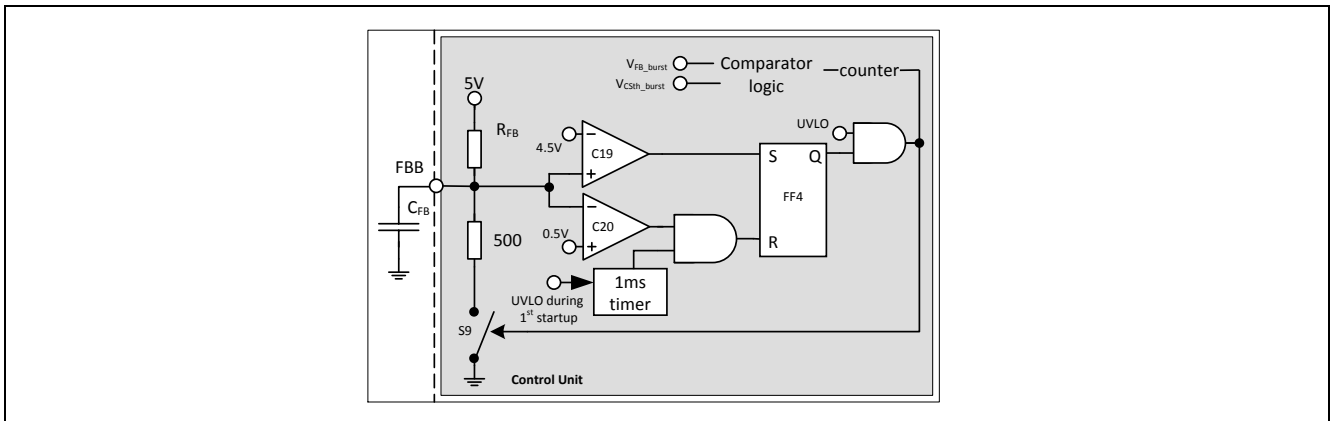 V_FB_burst
Comparator
logic
counter
V_CSth_burst
5V
R_FB
UVLO
4.5V
C19
S
Q
FBB
FF4
C_FB
500
0.5V
C20
R
1ms
timer
UVLO during
1st startup
S9
Control Unit